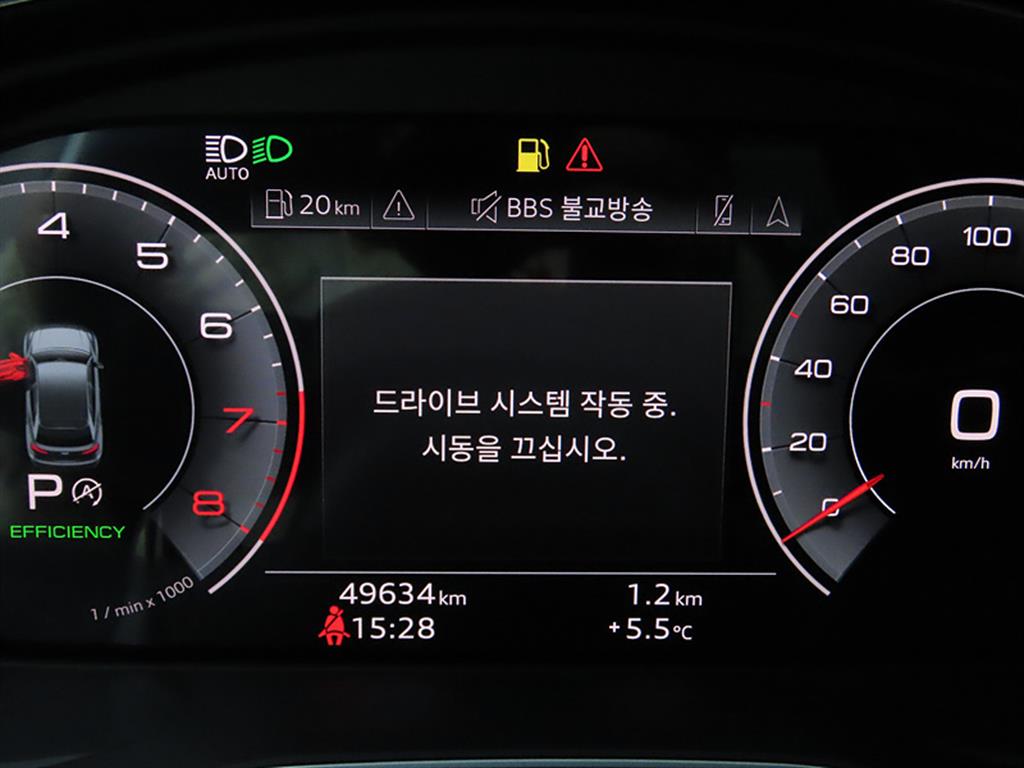 AUTO
20 km
BBS 불교방송
4
5
6
7
8
P A
EFFICIENCY
1 / min x 1000
드라이브 시스템 작동 중.
시동을 끄십시오.
49634 km
1.2 km
15:28
+5.5°C
100
80
60
40
20
0
0
km/h